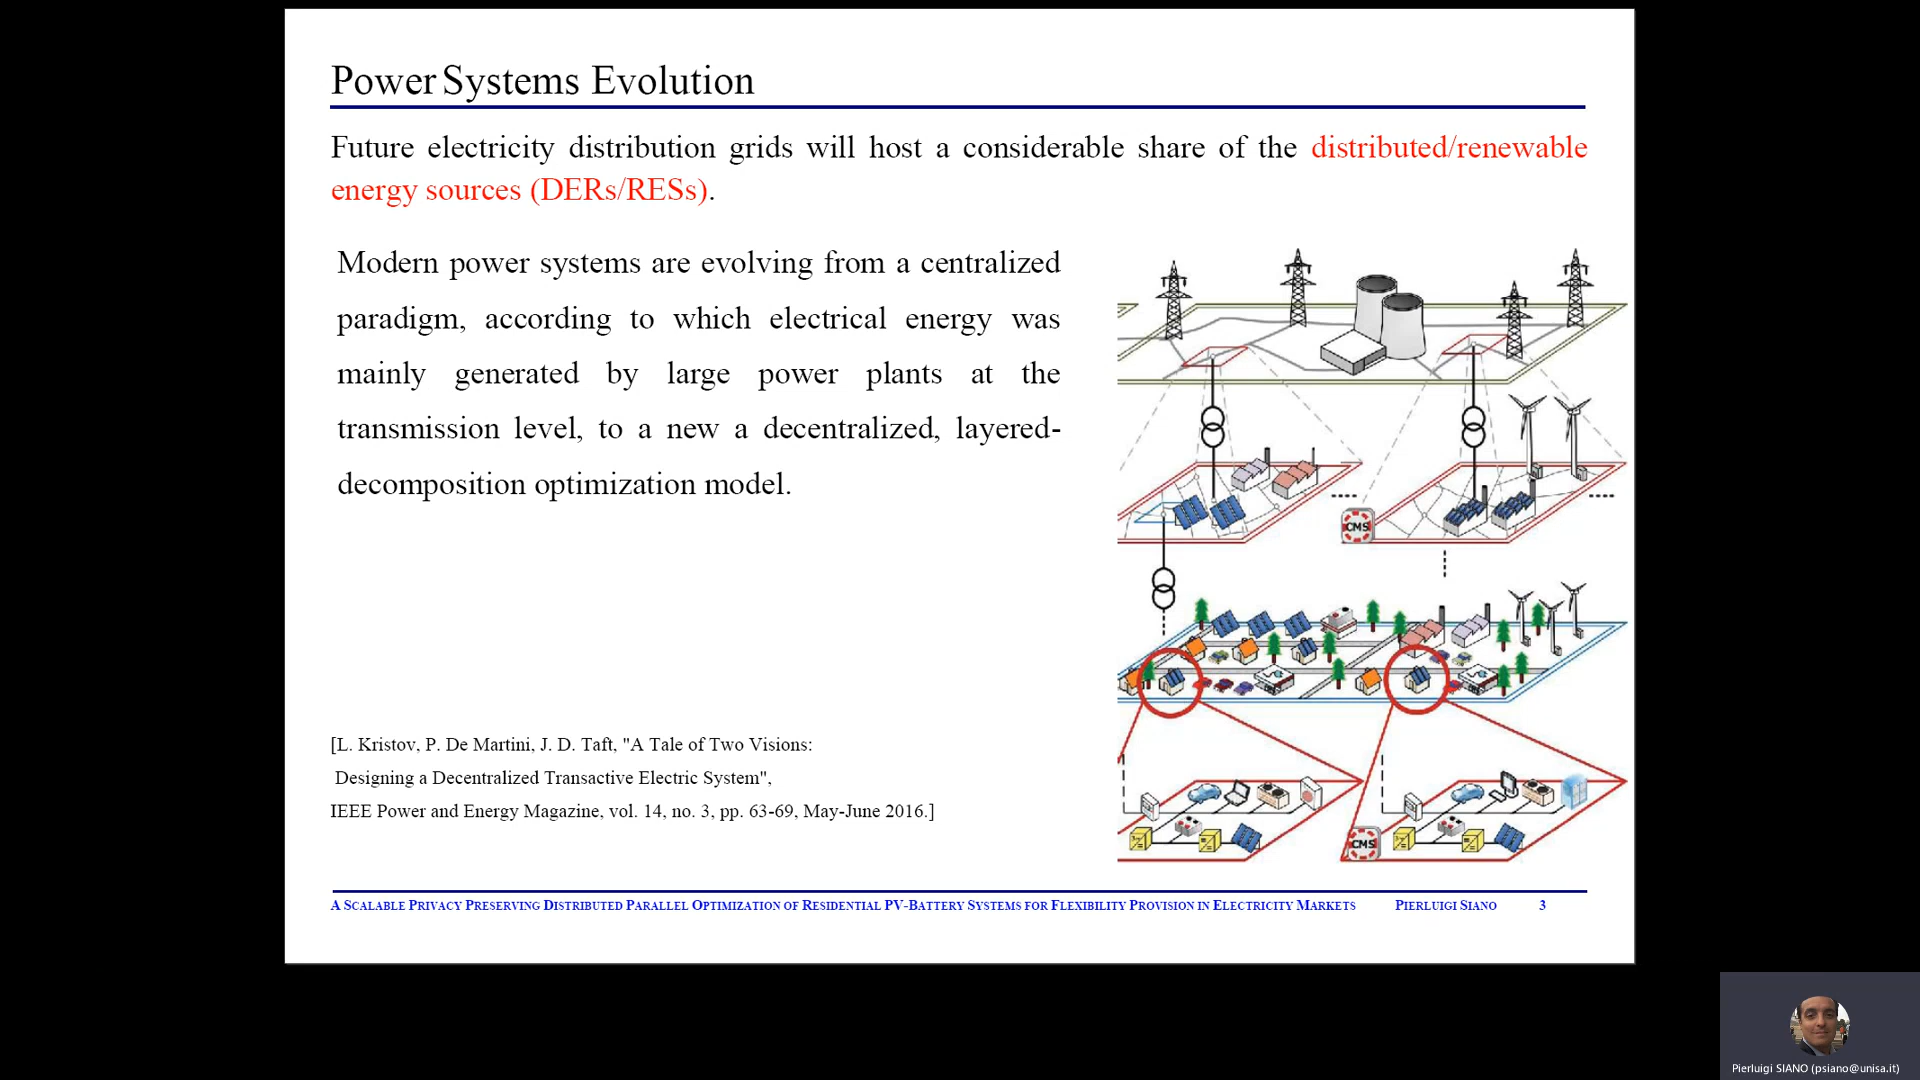 Power Systems Evolution
Future electricity distribution grids will host a considerable share of the distributed/renewable
energy sources (DERs/RESs).
Modern power systems are evolving from a centralized
paradigm, according to which electrical energy was
mainly generated by large power plants at the
transmission level, to a new a decentralized, layered-
decomposition optimization model.
CMS
CMS
[L. Kristov, P. De Martini, J. D. Taft, "A Tale of Two Visions:
Designing a Decentralized Transactive Electric System",
IEEE Power and Energy Magazine, vol. 14, no. 3, pp. 63-69, May-June 2016.]
A Scalable Privacy Preserving Distributed Parallel Optimization of Residential PV-Battery Systems for Flexibility Provision in Electricity Markets Pierluigi Siano 3
Pierluigi SIANO (psiano@unisa.it)